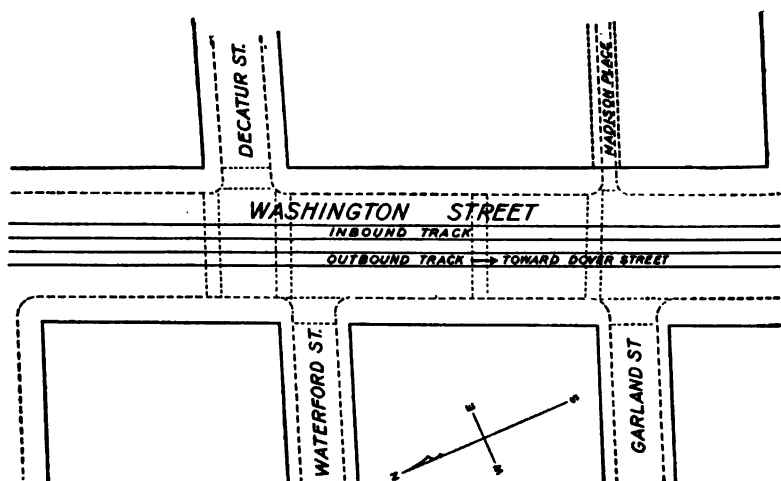 DECATUR ST.
MADISON PLACE
WASHINGTON STREET
INBOUND TRACK
OUTBOUND TRACK → TOWARD DOVER STREET
WATERFORD ST.
GARLAND ST
E
S
N
W